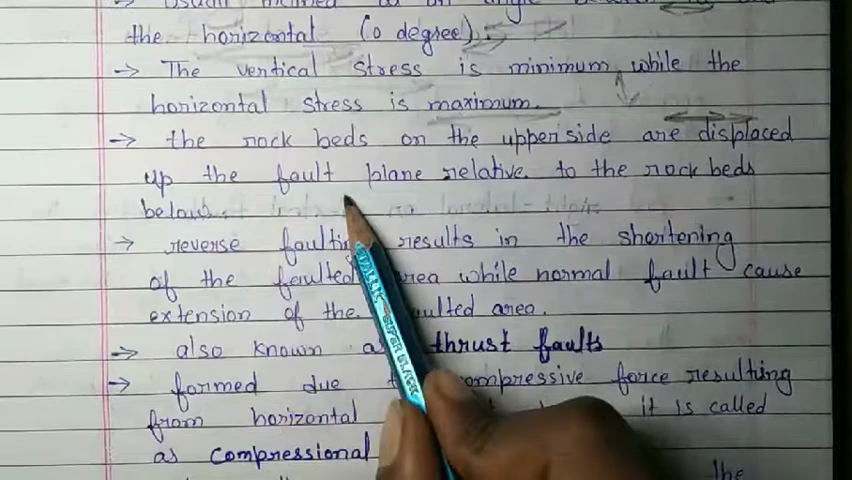 the horizontal (0 degree).
→ The vertical stress is minimum while the
horizontal stress is maximum.
→ the rock beds on the upper side are displaced
up the fault plane relative to the rock beds
below.
→ reverse faulting results in the shortening
of the faulted area while normal fault cause
extension of the faulted area.
→ also known as thrust faults
→ formed due compressive force resulting
from horizontal it is called
as compressional
the